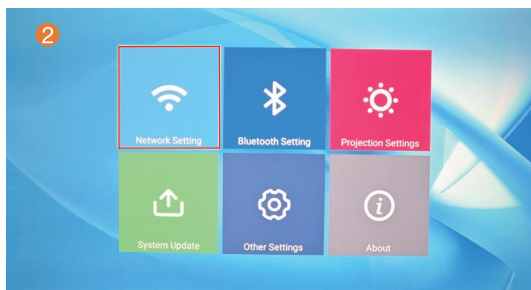 2
Network Setting
Bluetooth Setting
Projection Settings
System Update
Other Settings
About